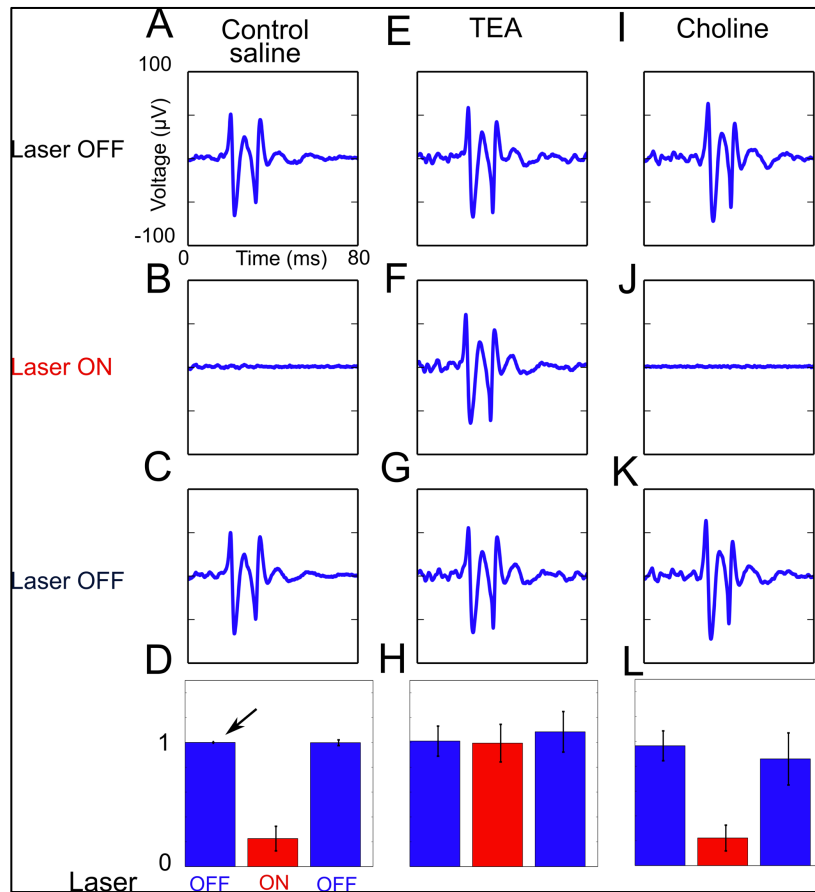 A
Control
saline
E
TEA
I
Choline
100
Voltage (µV)
-100
0
Time (ms)
80
Laser OFF
B
F
J
Laser ON
C
G
K
Laser OFF
D
H
L
1
0
Laser
OFF
ON
OFF